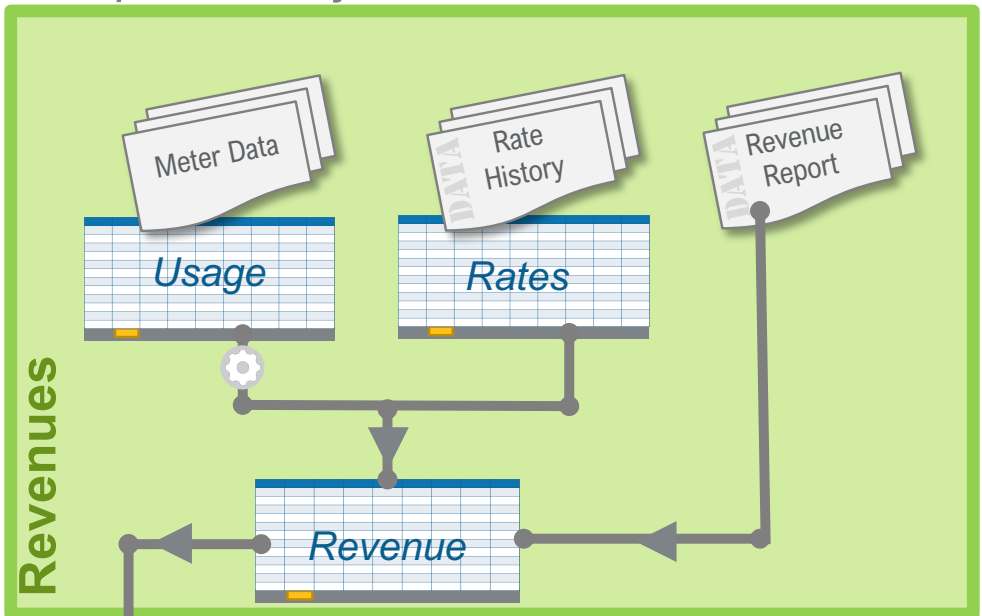 Meter Data
DATA
Rate
History
DATA
Revenue
Report
Usage
Rates
Revenues
Revenue